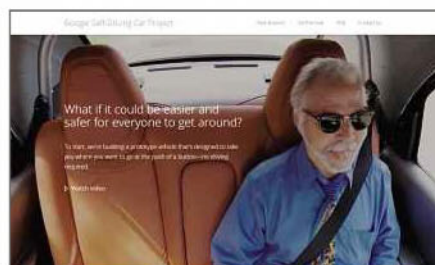 Google Self-Driving Car Project
What if it could be easier and
safer for everyone to get around?
To start, we're building a prototype vehicle that's designed to take
you where you want to go at the push of a button—no driving
required.
Watch video